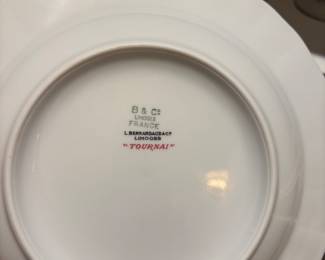 B & Co
LIMOGES
FRANCE
L. BERNARDAUD & Co
LIMOGES
"TOURNAI"